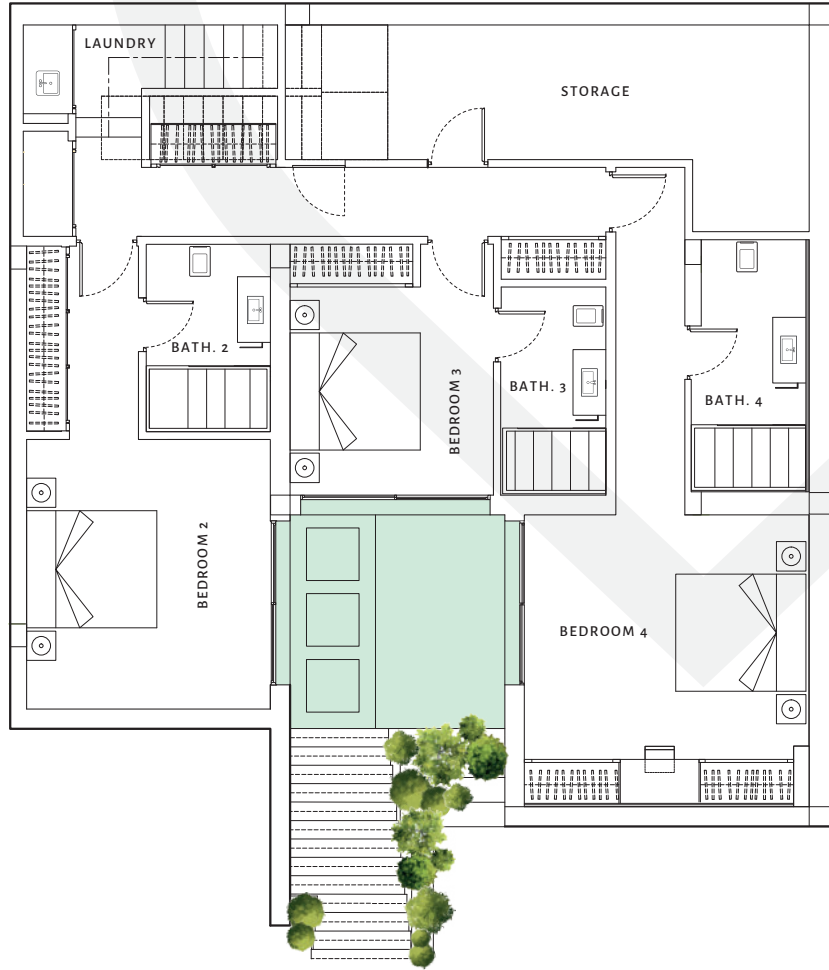 LAUNDRY
STORAGE
BATH. 2
BEDROOM 3
BATH. 3
BATH. 4
BEDROOM 2
BEDROOM 4